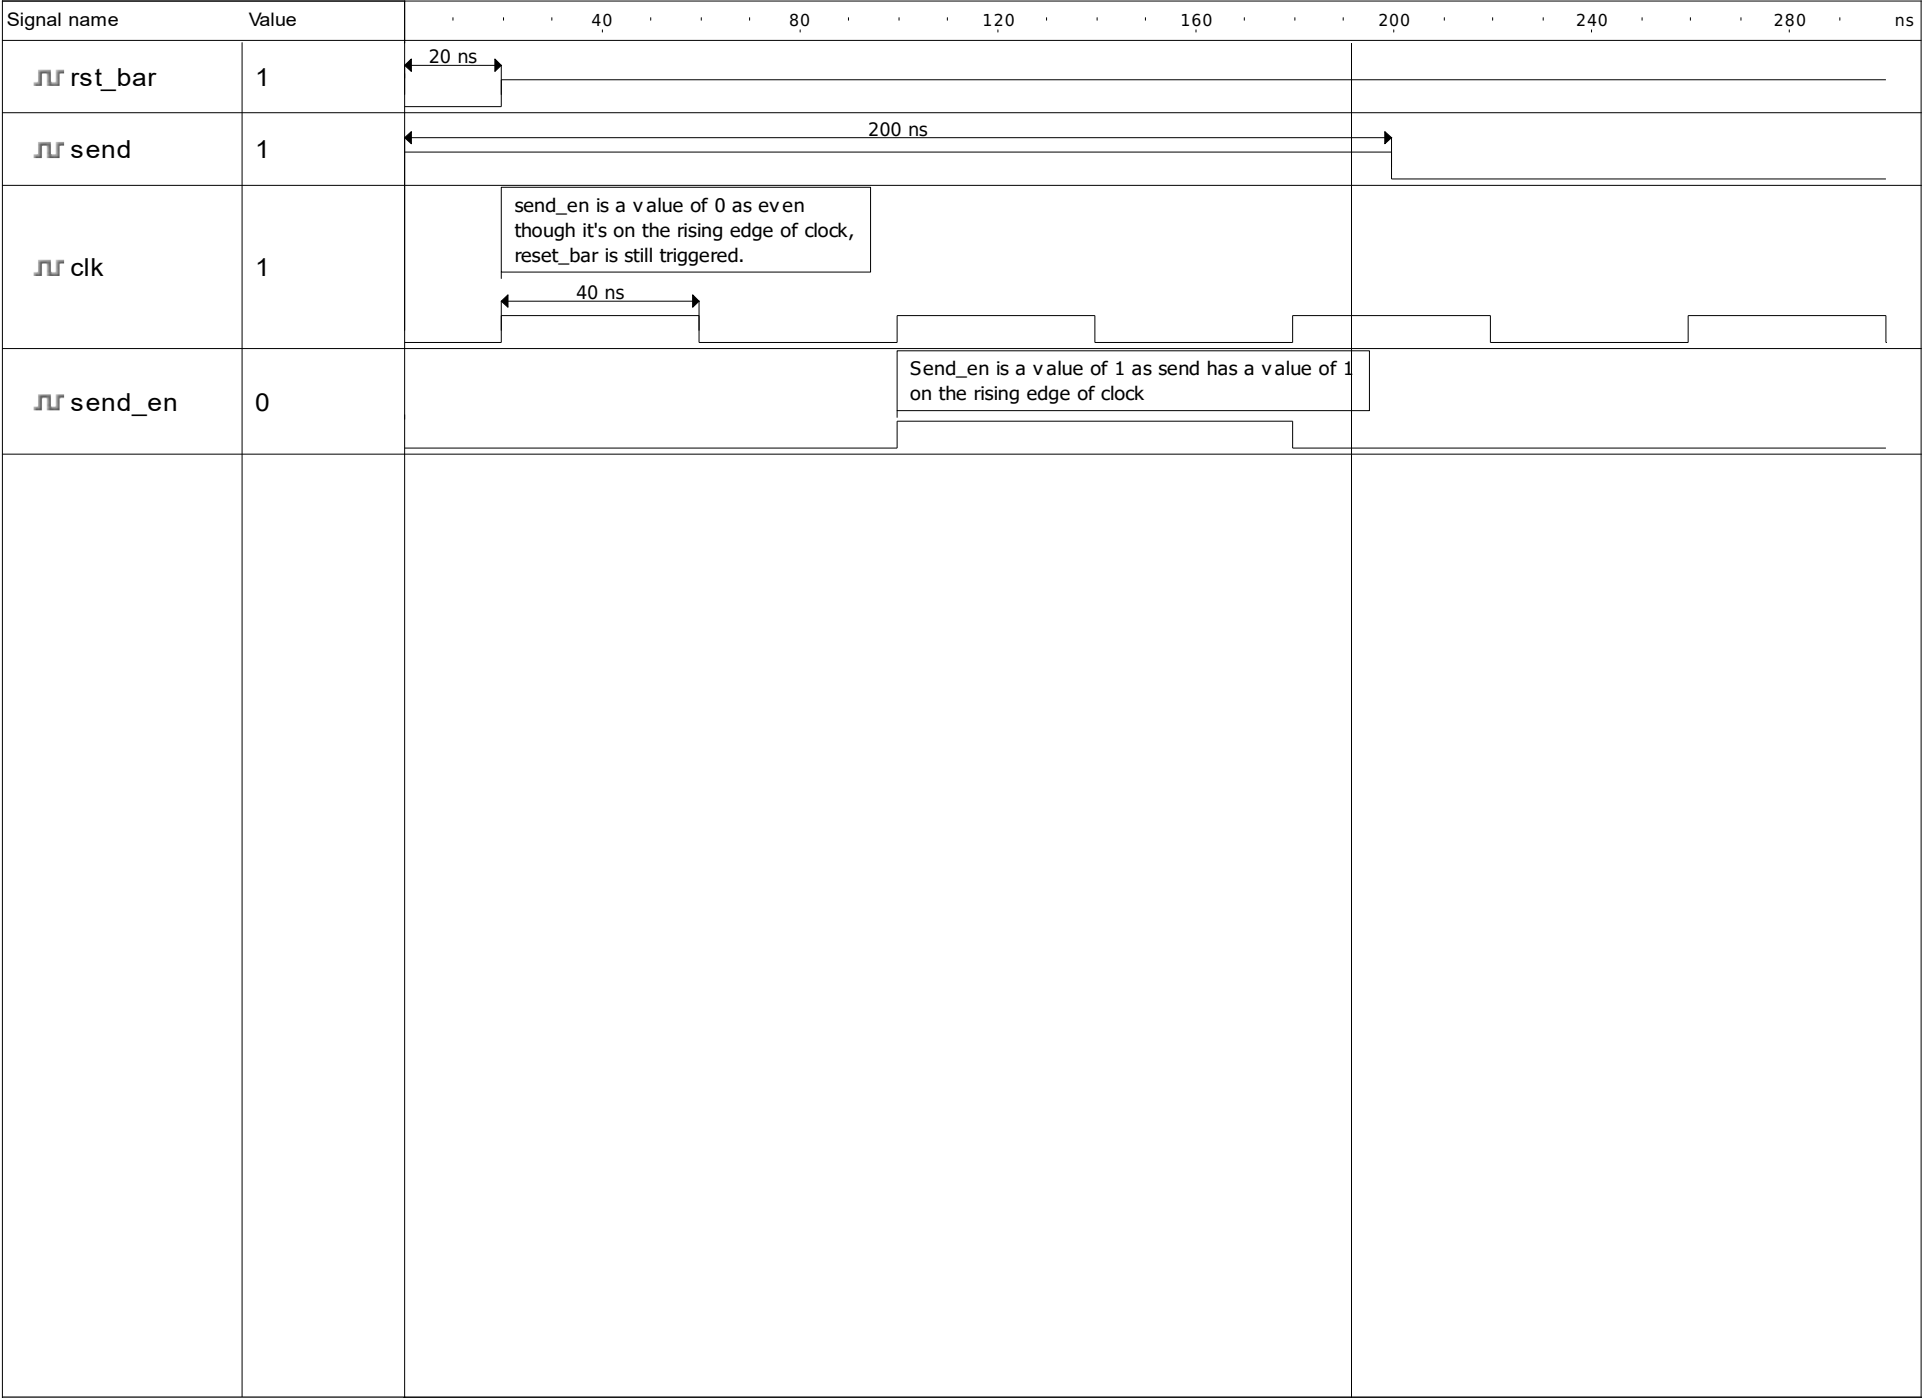 Signal name Value 40 80 120 160 200 240 280 ns
20 ns
rst_bar 1
200 ns
send 1
send_en is a value of 0 as even
though it's on the rising edge of clock,
reset_bar is still triggered.
clk 1
40 ns
Send_en is a value of 1 as send has a value of 1
on the rising edge of clock
send_en 0